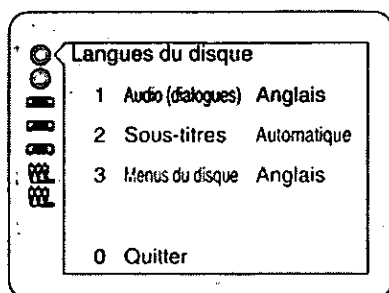 Langues du disque
1 Audio (dialogues) Anglais
2 Sous-titres Automatique
3 Menus du disque Anglais
0 Quitter